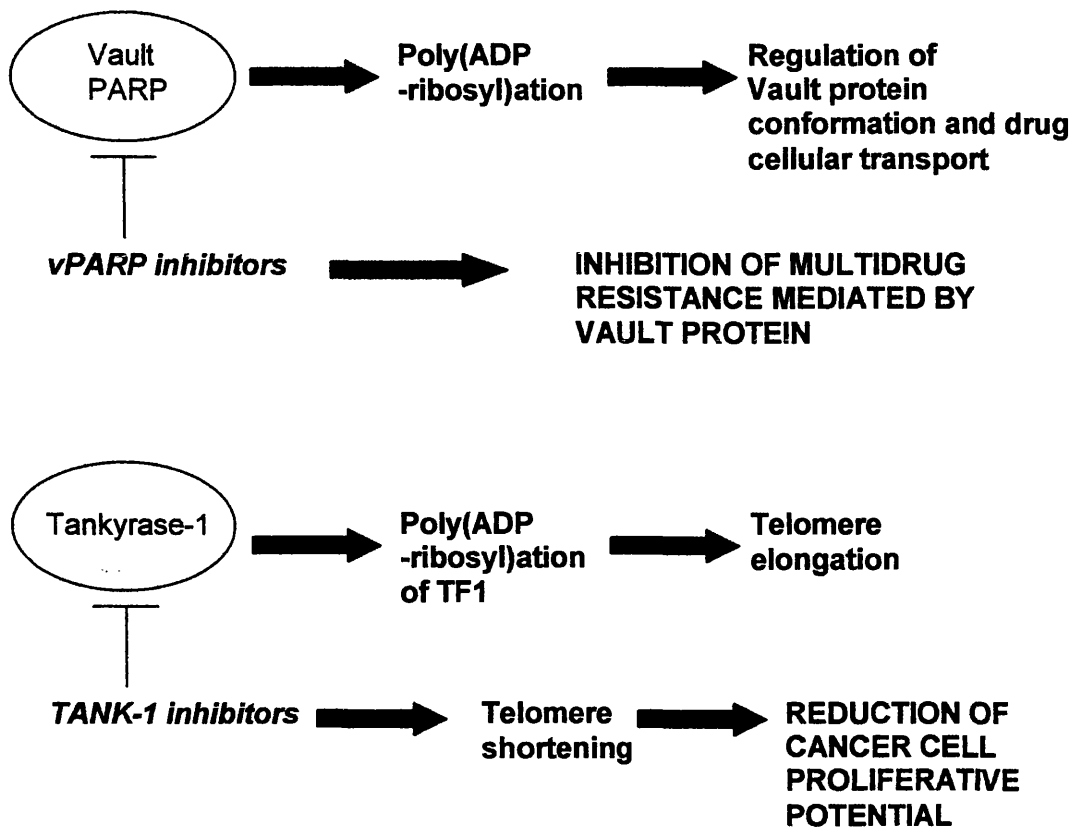 Vault
PARP
Poly(ADP
-ribosyl)ation
Regulation of
Vault protein
conformation and drug
cellular transport
vPARP inhibitors
INHIBITION OF MULTIDRUG
RESISTANCE MEDIATED BY
VAULT PROTEIN
Tankyrase-1
Poly(ADP
-ribosyl)ation
of TF1
Telomere
elongation
TANK-1 inhibitors
Telomere
shortening
REDUCTION OF
CANCER CELL
PROLIFERATIVE
POTENTIAL